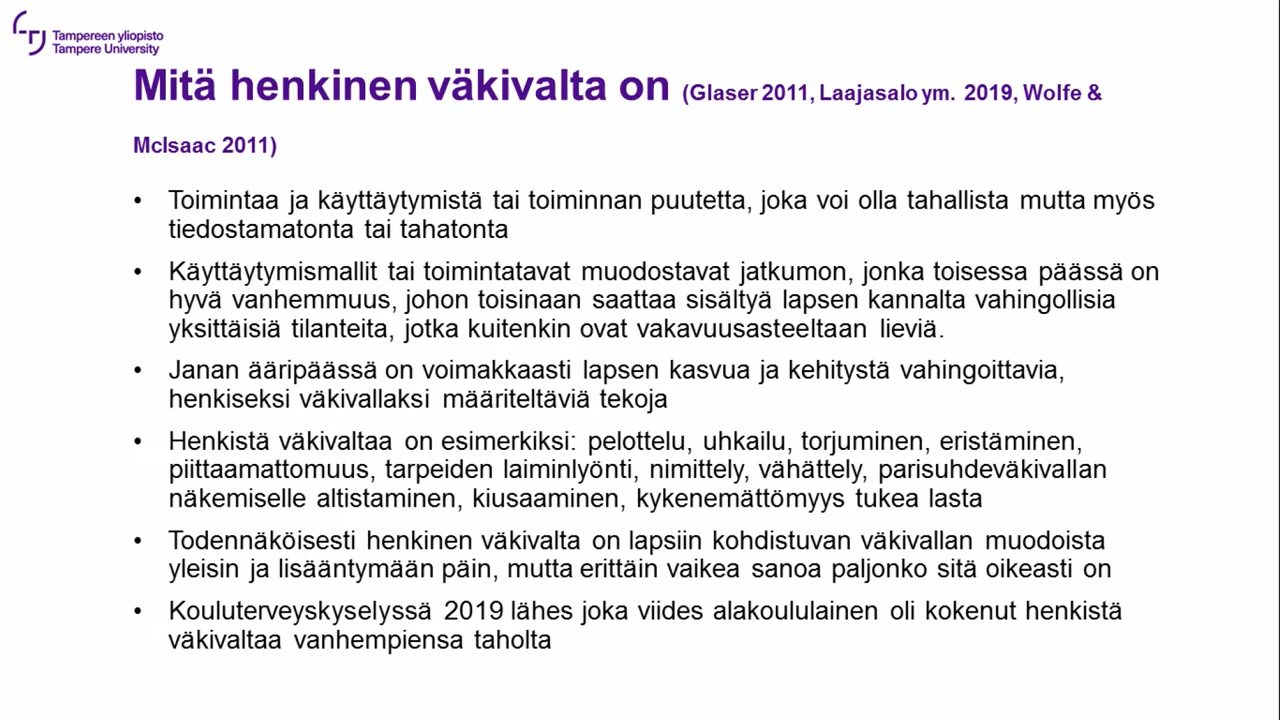 Tampereen yliopisto
Tampere University
Mitä henkinen väkivalta on (Glaser 2011, Laajasalo ym. 2019, Wolfe &
McIsaac 2011)
• Toimintaa ja käyttäytymistä tai toiminnan puutetta, joka voi olla tahallista mutta myös
tiedostamatonta tai tahatonta
• Käyttäytymismallit tai toimintatavat muodostavat jatkumon, jonka toisessa päässä on
hyvä vanhemmuus, johon toisinaan saattaa sisältyä lapsen kannalta vahingollisia
yksittäisiä tilanteita, jotka kuitenkin ovat vakavuusasteeltaan lieviä.
• Janan ääripäässä on voimakkaasti lapsen kasvua ja kehitystä vahingoittavia,
henkiseksi väkivallaksi määriteltäviä tekoja
• Henkistä väkivaltaa on esimerkiksi: pelottelu, uhkailu, torjuminen, eristäminen,
piittaamattomuus, tarpeiden laiminlyönti, nimittely, vähättely, parisuhdeväkivallan
näkemiselle altistaminen, kiusaaminen, kykenemättömyys tukea lasta
• Todennäköisesti henkinen väkivalta on lapsiin kohdistuvan väkivallan muodoista
yleisin ja lisääntymään päin, mutta erittäin vaikea sanoa paljonko sitä oikeasti on
• Kouluterveyskyselyssä 2019 lähes joka viides alakoululainen oli kokenut henkistä
väkivaltaa vanhempiensa taholta